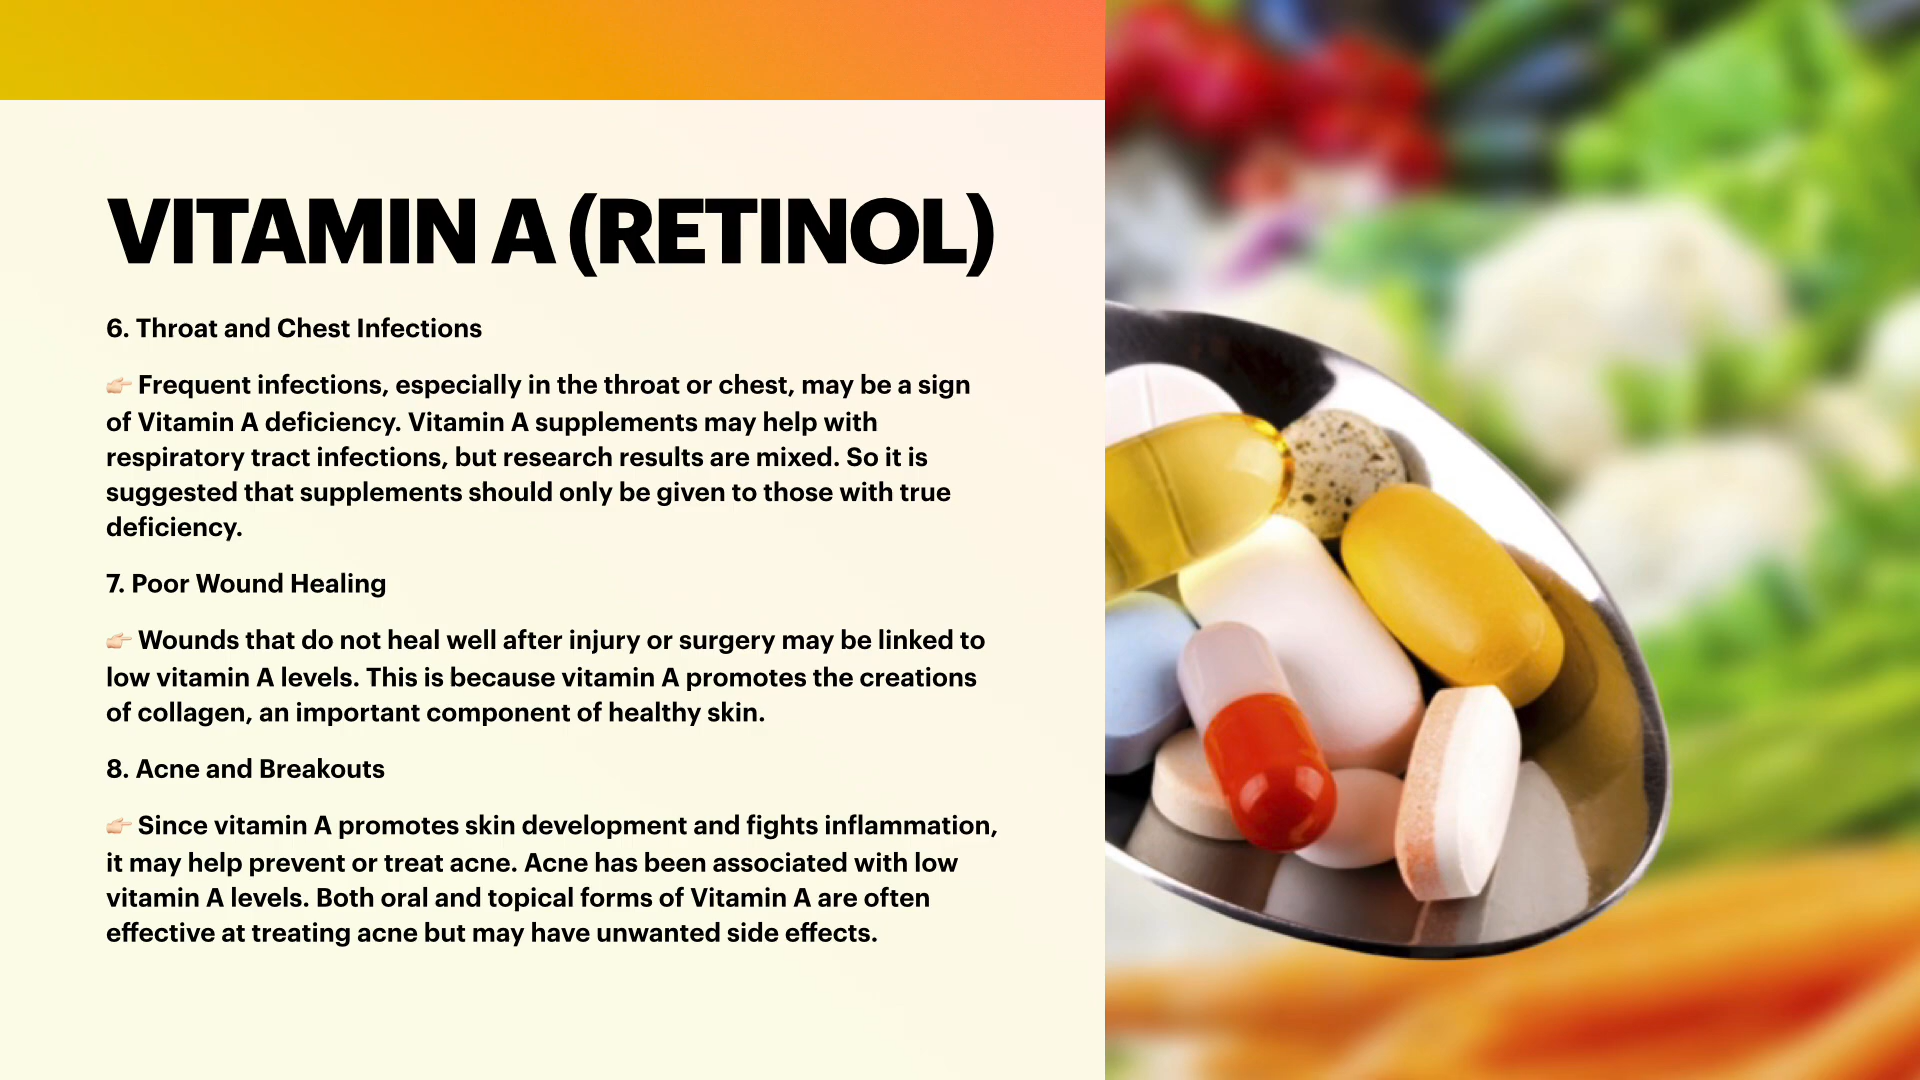 VITAMIN A (RETINOL)
6. Throat and Chest Infections
👉🏻 Frequent infections, especially in the throat or chest, may be a sign
of Vitamin A deficiency. Vitamin A supplements may help with
respiratory tract infections, but research results are mixed. So it is
suggested that supplements should only be given to those with true
deficiency.
7. Poor Wound Healing
👉🏻 Wounds that do not heal well after injury or surgery may be linked to
low vitamin A levels. This is because vitamin A promotes the creations
of collagen, an important component of healthy skin.
8. Acne and Breakouts
👉🏻 Since vitamin A promotes skin development and fights inflammation,
it may help prevent or treat acne. Acne has been associated with low
vitamin A levels. Both oral and topical forms of Vitamin A are often
effective at treating acne but may have unwanted side effects.